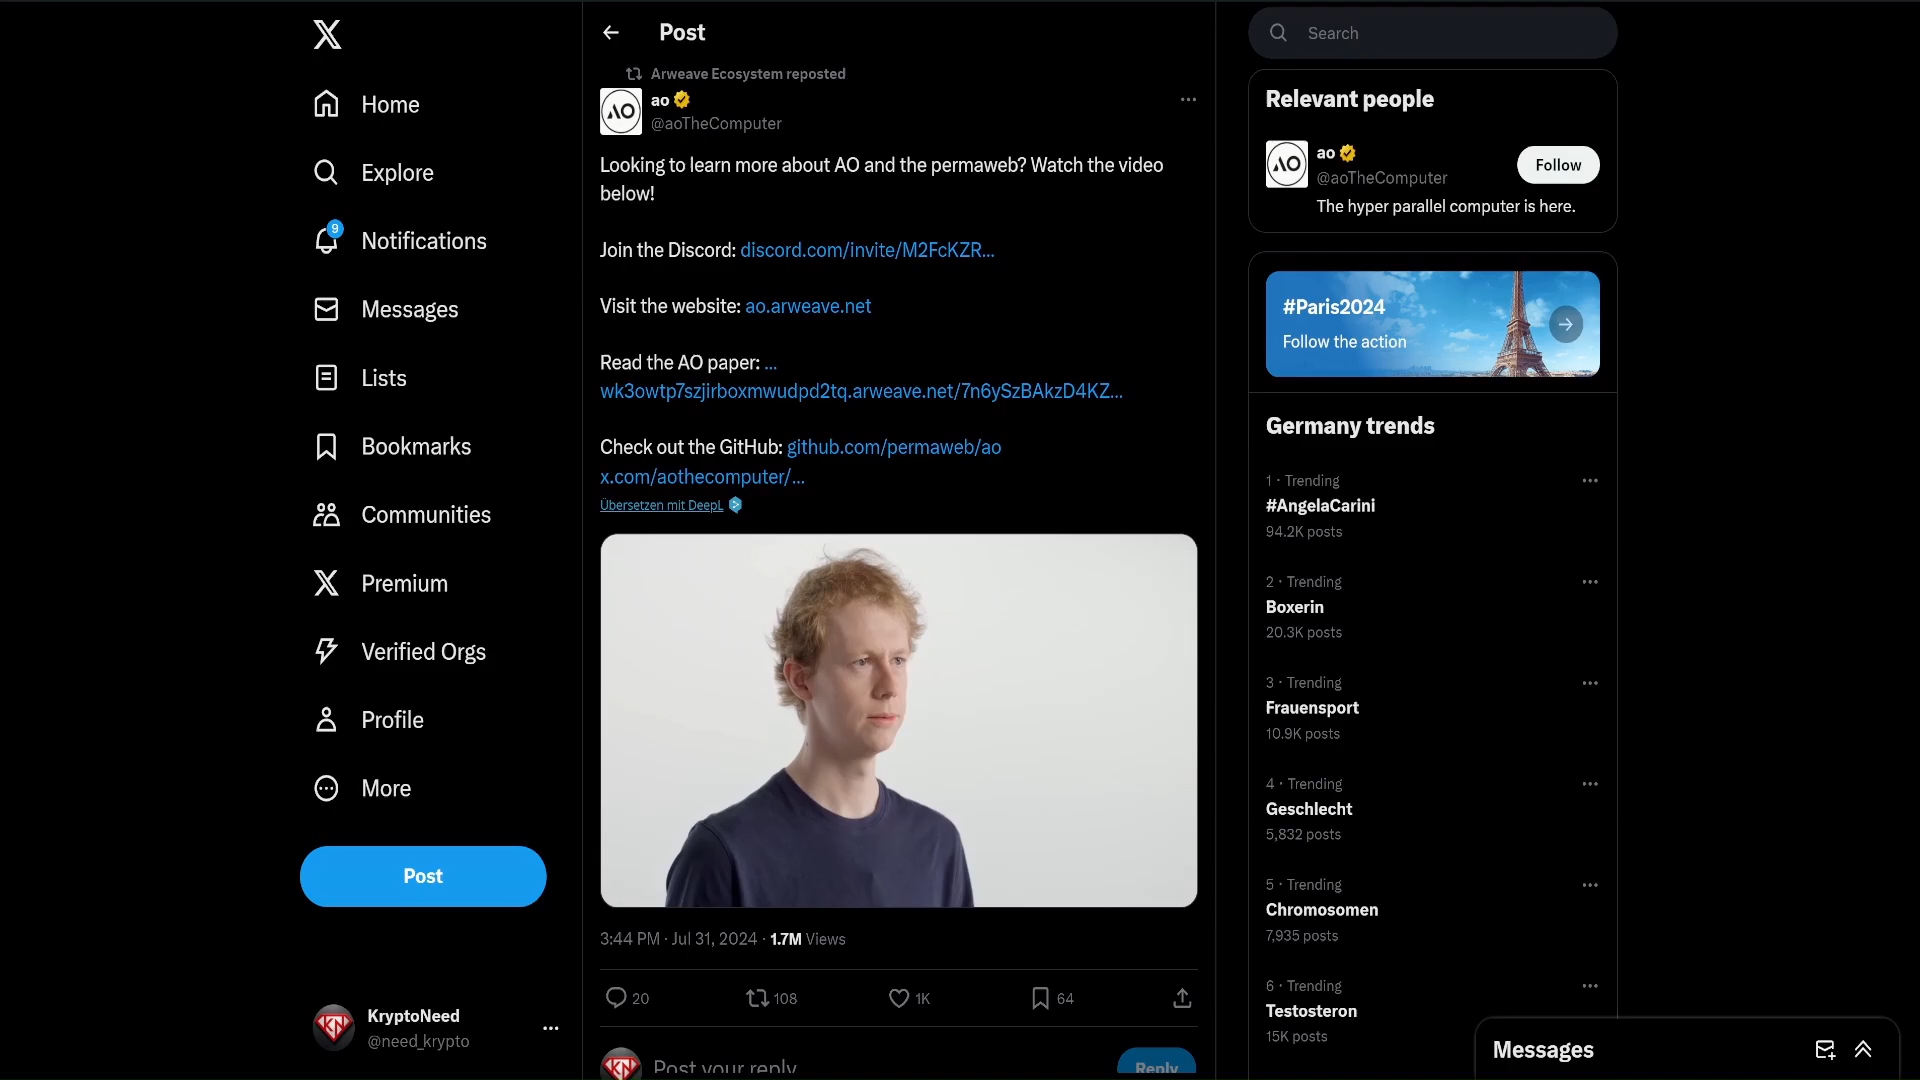 Home
Explore
9
Notifications
Messages
Lists
Bookmarks
Communities
Premium
Verified Orgs
Profile
More
Post
KryptoNeed
@need_krypto
Post
Arweave Ecosystem reposted
AO
ao
@aoTheComputer
Looking to learn more about AO and the permaweb? Watch the video
below!
Join the Discord: discord.com/invite/M2FcKZR...
Visit the website: ao.arweave.net
Read the AO paper: ...
wk3owtp7szjirboxmwudpd2tq.arweave.net/7n6ySzBAkzD4KZ...
Check out the GitHub: github.com/permaweb/ao
x.com/aothecomputer/...
Übersetzen mit DeepL
3:44 PM · Jul 31, 2024 · 1.7M Views
20
108
1K
64
Post your reply
Reply
Search
Relevant people
AO
ao
@aoTheComputer
Follow
The hyper parallel computer is here.
#Paris2024
Follow the action
Germany trends
1 · Trending
#AngelaCarini
94.2K posts
2 · Trending
Boxerin
20.3K posts
3 · Trending
Frauensport
10.9K posts
4 · Trending
Geschlecht
5,832 posts
5 · Trending
Chromosomen
7,935 posts
6 · Trending
Testosteron
15K posts
Messages